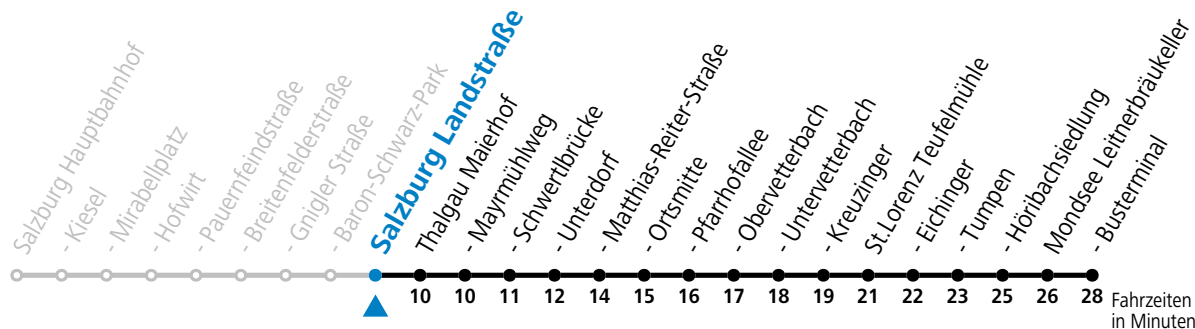 Salzburg Hauptbahnhof
- Kiesel
- Mirabellplatz
- Hofwirt
- Pauernfeindstraße
- Breitenfelderstraße
- Gnigler Straße
- Baron-Schwarz-Park
Salzburg Landstraße
Thalgau Maierhof
- Maymühlweg
- Schwertlbrücke
- Unterdorf
- Matthias-Reiter-Straße
- Ortsmitte
- Pfarrhofallee
- Obervetterbach
- Untervetterbach
- Kreuzinger
St.Lorenz Teufelmühle
- Eichinger
- Tumpen
- Höribachsiedlung
Mondsee Leitnerbräukeller
- Busterminal
10 10 11 12 14 15 16 17 18 19 21 22 23 25 26 28 Fahrzeiten
in Minuten